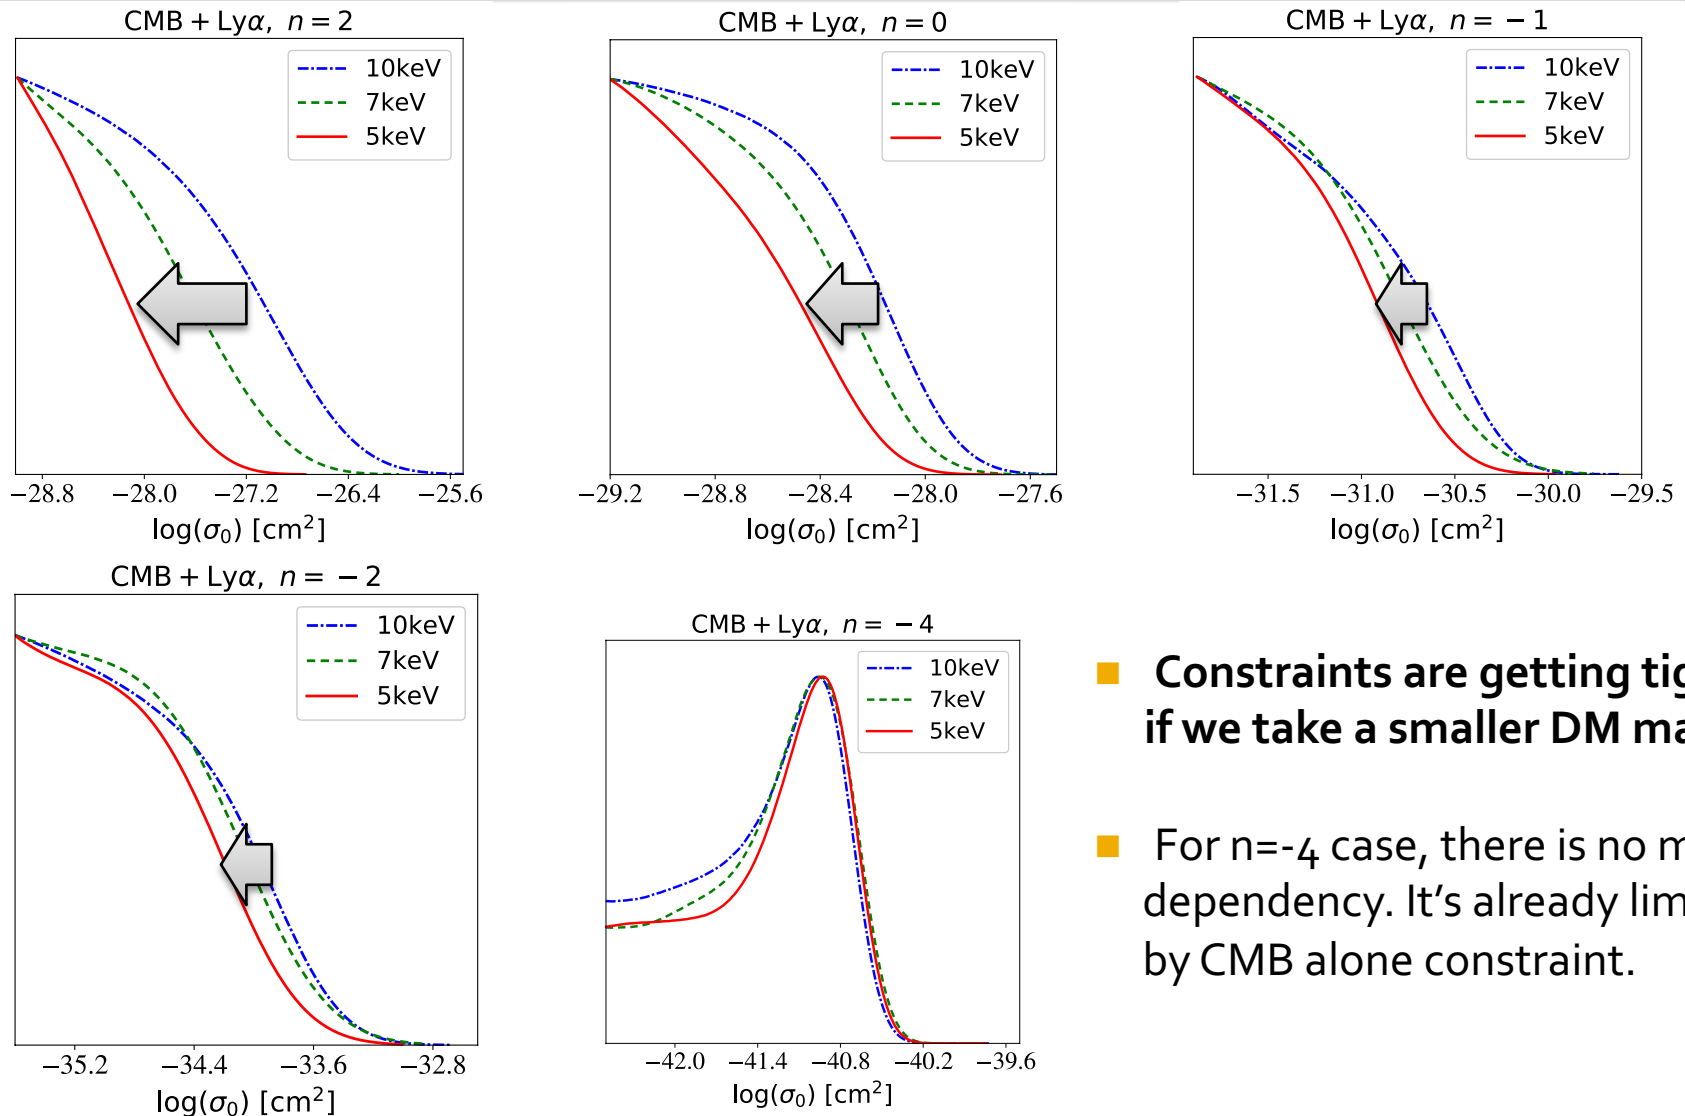 CMB + Lyα, n = 2
10keV
7keV
5keV
−28.8 −28.0 −27.2 −26.4 −25.6
log(σ₀) [cm²]
CMB + Lyα, n = 0
10keV
7keV
5keV
−29.2 −28.8 −28.4 −28.0 −27.6
log(σ₀) [cm²]
CMB + Lyα, n = −1
10keV
7keV
5keV
−31.5 −31.0 −30.5 −30.0 −29.5
log(σ₀) [cm²]
CMB + Lyα, n = −2
10keV
7keV
5keV
−35.2 −34.4 −33.6 −32.8
log(σ₀) [cm²]
CMB + Lyα, n = −4
10keV
7keV
5keV
−42.0 −41.4 −40.8 −40.2 −39.6
log(σ₀) [cm²]
Constraints are getting
if we take a smaller DM
For n=-4 case, there is no
dependency. It's already
by CMB alone constraint.